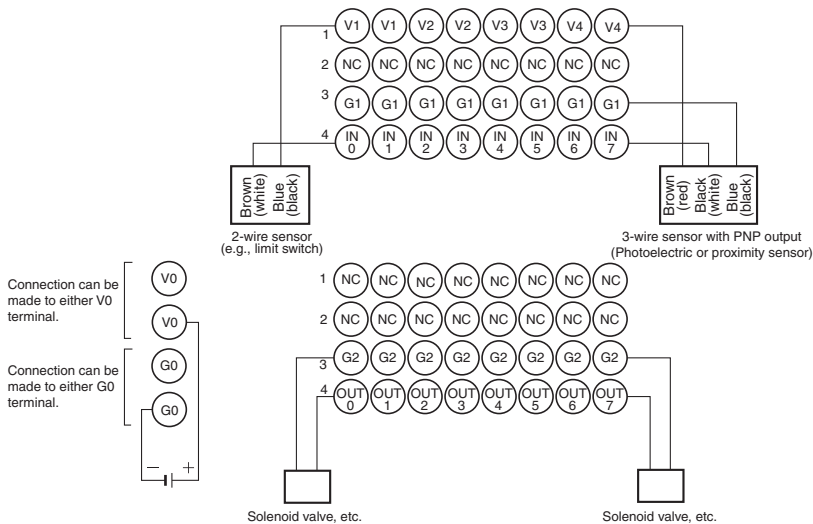 1 V1 V1 V2 V2 V3 V3 V4 V4
2 NC NC NC NC NC NC NC NC
3 G1 G1 G1 G1 G1 G1 G1 G1
4 IN 0 IN 1 IN 2 IN 3 IN 4 IN 5 IN 6 IN 7
Brown
(white)
Blue
(black)
2-wire sensor
(e.g., limit switch)
Brown
(red)
Black
(white)
Blue
(black)
3-wire sensor with PNP output
(Photoelectric or proximity sensor)
Connection can be
made to either V0
terminal.
V0
V0
Connection can be
made to either G0
terminal.
G0
G0
− +
1 NC NC NC NC NC NC NC NC
2 NC NC NC NC NC NC NC NC
3 G2 G2 G2 G2 G2 G2 G2 G2
4 OUT 0 OUT 1 OUT 2 OUT 3 OUT 4 OUT 5 OUT 6 OUT 7
Solenoid valve, etc.
Solenoid valve, etc.